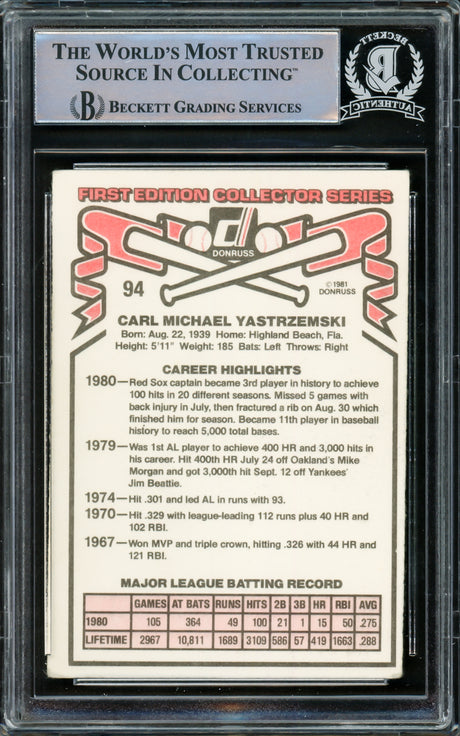 THE WORLD'S MOST TRUSTED
SOURCE IN COLLECTING™
B BECKETT GRADING SERVICES
BECKETT
B
AUTHENTIC
FIRST EDITION COLLECTOR SERIES
d
DONRUSS
94
©1981
DONRUSS
CARL MICHAEL YASTRZEMSKI
Born: Aug. 22, 1939 Home: Highland Beach, Fla.
Height: 5'11" Weight: 185 Bats: Left Throws: Right
CAREER HIGHLIGHTS
1980—Red Sox captain became 3rd player in history to achieve
100 hits in 20 different seasons. Missed 5 games with
back injury in July, then fractured a rib on Aug. 30 which
finished him for season. Became 11th player in baseball
history to reach 5,000 total bases.
1979—Was 1st AL player to achieve 400 HR and 3,000 hits in
his career. Hit 400th HR July 24 off Oakland's Mike
Morgan and got 3,000th hit Sept. 12 off Yankees'
Jim Beattie.
1974—Hit .301 and led AL in runs with 93.
1970—Hit .329 with league-leading 112 runs plus 40 HR and
102 RBI.
1967—Won MVP and triple crown, hitting .326 with 44 HR and
121 RBI.
MAJOR LEAGUE BATTING RECORD
GAMES AT BATS RUNS HITS 2B 3B HR RBI AVG
1980 105 364 49 100 21 1 15 50 .275
LIFETIME 2967 10,811 1689 3109 586 57 419 1663 .288